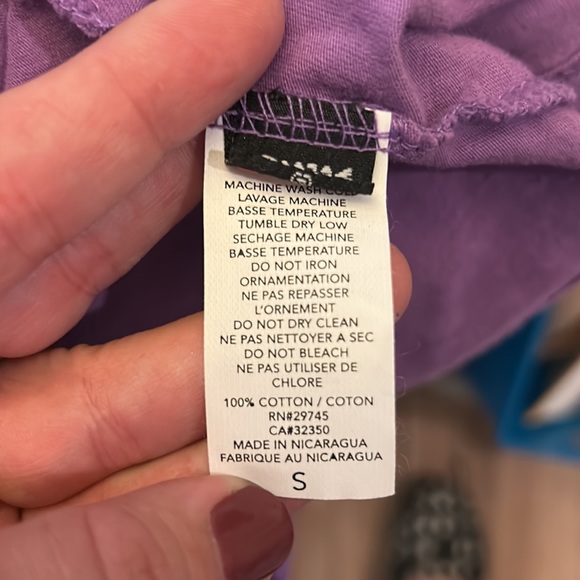 MACHINE WASH COLD
LAVAGE MACHINE
BASSE TEMPERATURE
TUMBLE DRY LOW
SECHAGE MACHINE
BASSE TEMPERATURE
DO NOT IRON
ORNAMENTATION
NE PAS REPASSER
L'ORNEMENT
DO NOT DRY CLEAN
NE PAS NETTOYER A SEC
DO NOT BLEACH
NE PAS UTILISER DE
CHLORE
100% COTTON / COTON
RN#29745
CA#32350
MADE IN NICARAGUA
FABRIQUE AU NICARAGUA
S